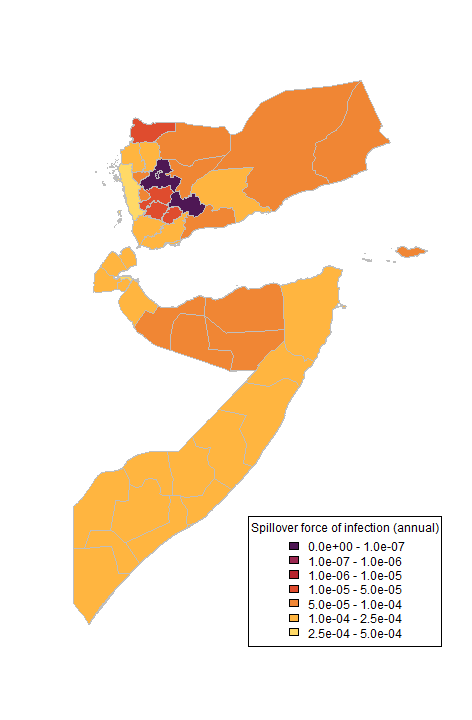 Spillover force of infection (annual)
0.0e+00 - 1.0e-07
1.0e-07 - 1.0e-06
1.0e-06 - 1.0e-05
1.0e-05 - 5.0e-05
5.0e-05 - 1.0e-04
1.0e-04 - 2.5e-04
2.5e-04 - 5.0e-04